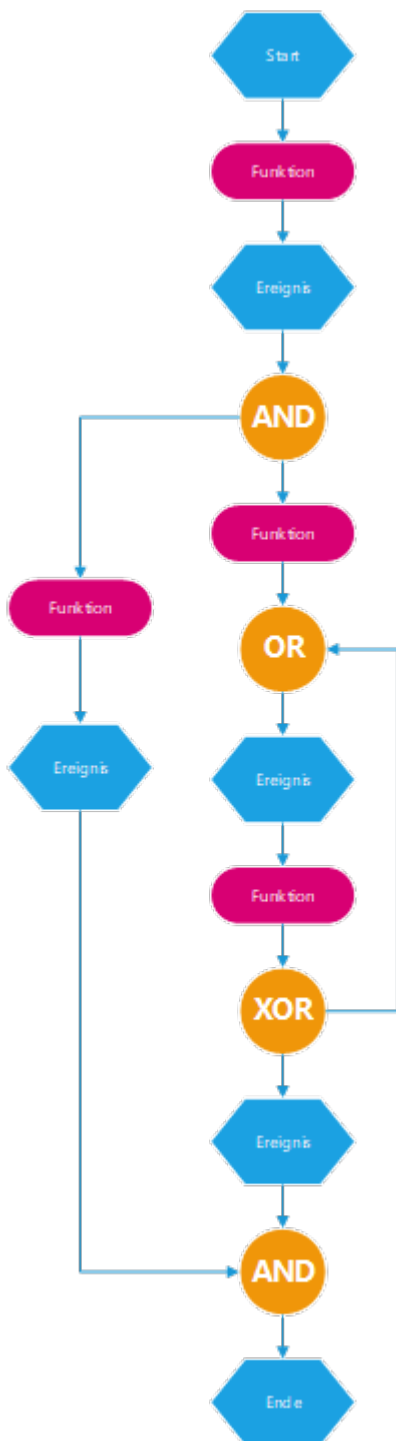 Start
Funktion
Ereignis
AND
Funktion
Funktion
OR
Ereignis
Ereignis
Funktion
XOR
Ereignis
AND
Ende